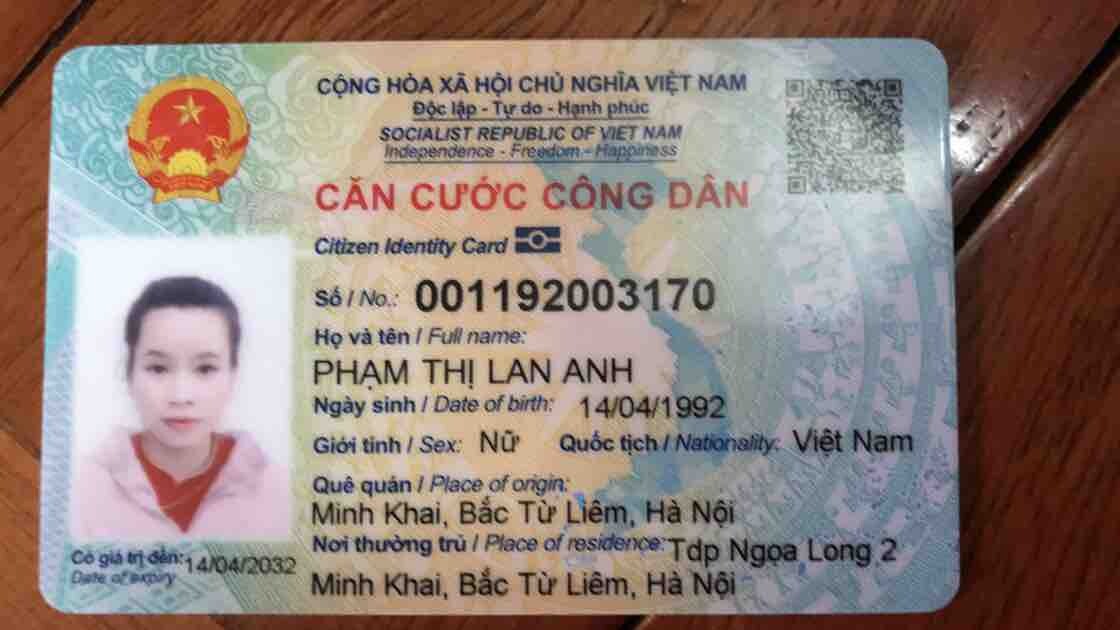 CỘNG HÒA XÃ HỘI CHỦ NGHĨA VIỆT NAM
Độc lập - Tự do - Hạnh phúc
SOCIALIST REPUBLIC OF VIET NAM
Independence - Freedom - Happiness
CĂN CƯỚC CÔNG DÂN
Citizen Identity Card
Số / No.: 001192003170
Họ và tên / Full name:
PHẠM THỊ LAN ANH
Ngày sinh / Date of birth: 14/04/1992
Giới tính / Sex: Nữ Quốc tịch / Nationality: Việt Nam
Quê quán / Place of origin:
Minh Khai, Bắc Từ Liêm, Hà Nội
Nơi thường trú / Place of residence: Tdp Ngọa Long 2
Minh Khai, Bắc Từ Liêm, Hà Nội
Có giá trị đến: 14/04/2032
Date of expiry